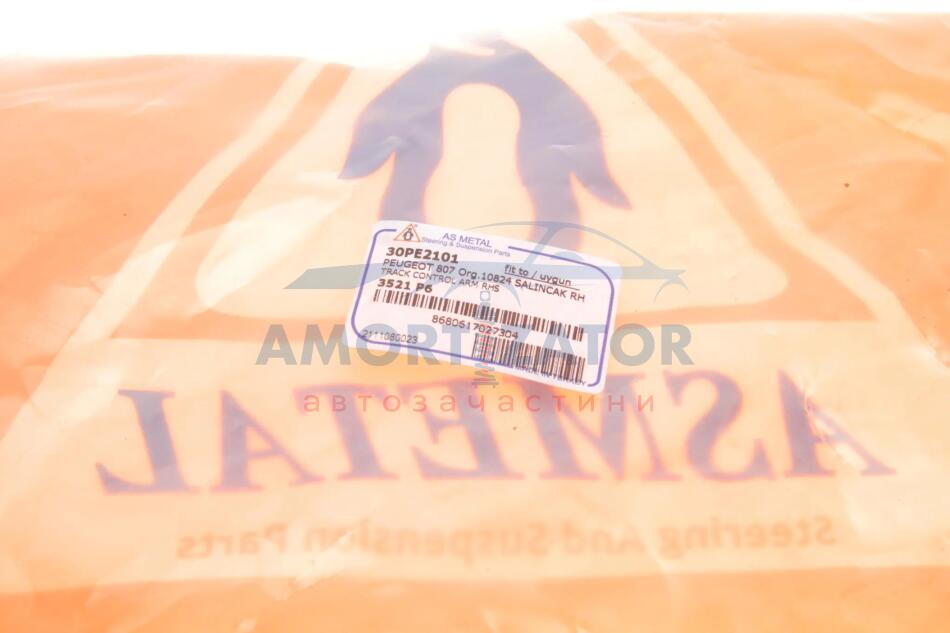 AS METAL
Steering & Suspension Parts
30PE2101
fit to / uygun
PEUGEOT 807 Org.10824 SALINCAK RH
TRACK CONTROL ARM RHS
3521 P6
8680617027304
2111080023
AMORTIZATOR
автозапчастини
ASMETAL
Steering And Suspension Parts